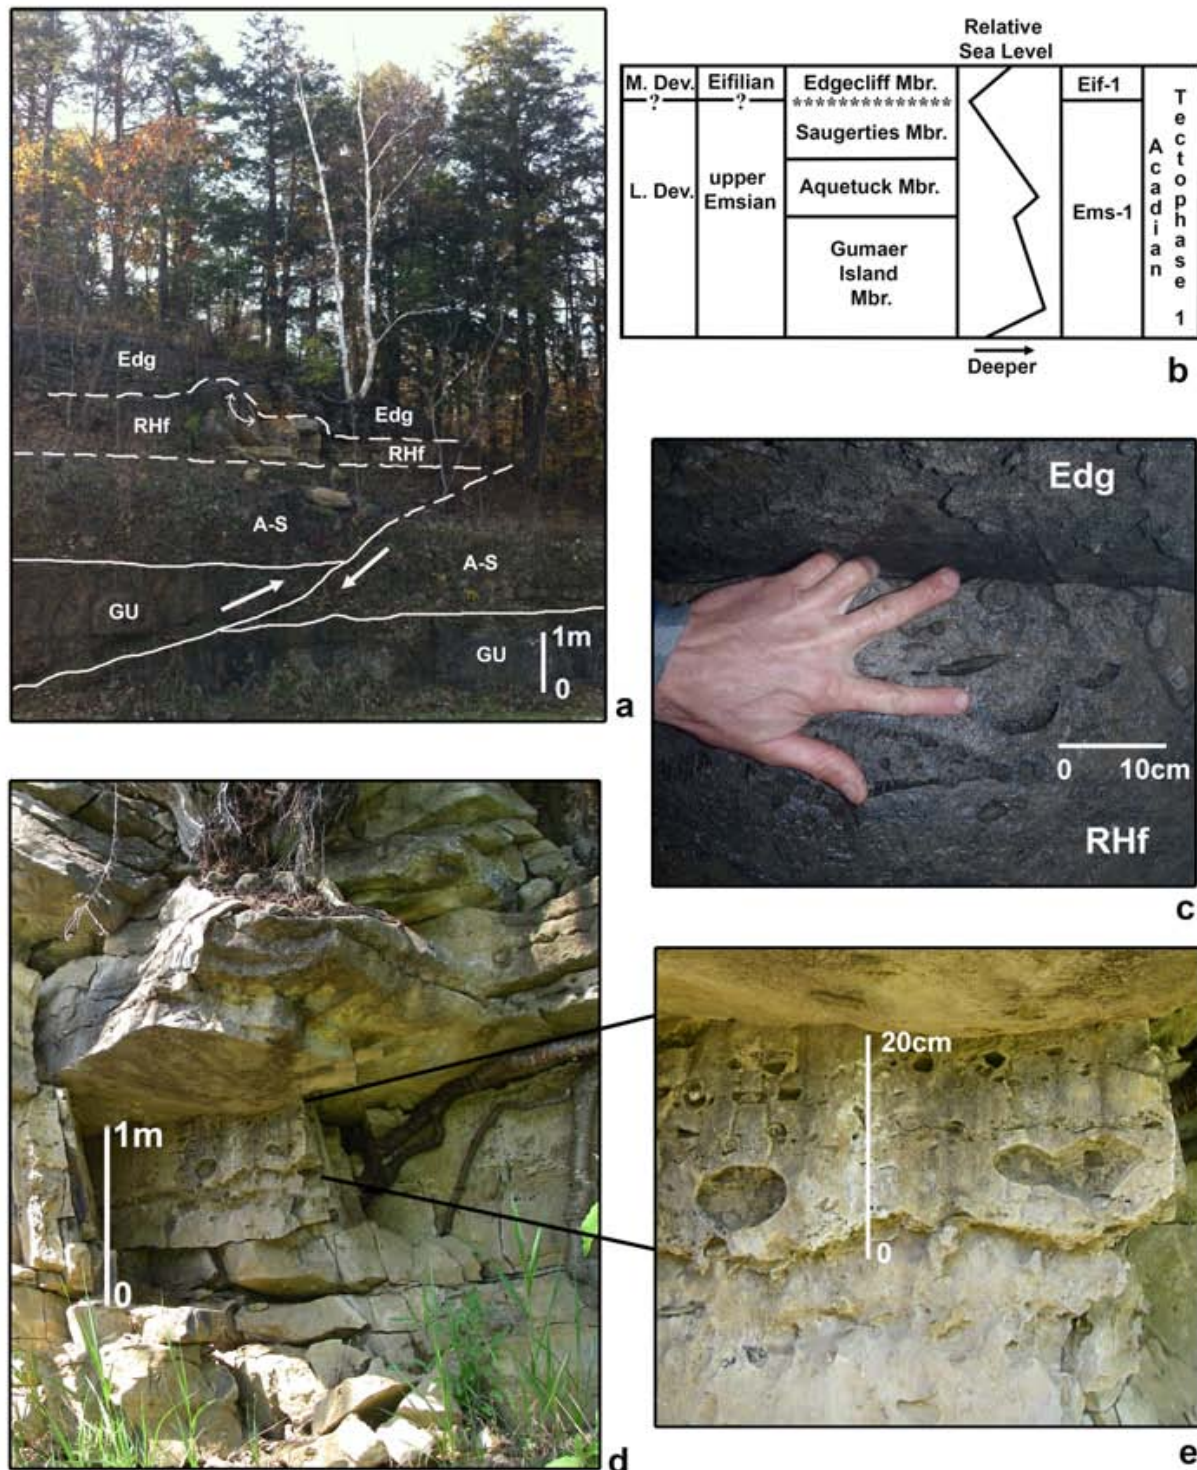 Edg
Edg
RHf
RHf
A-S
A-S
GU
GU
1m
0
a
Relative
Sea Level
M. Dev.
Eifilian
Edgecliff Mbr.
Eif-1
?
?
**************
Saugerties Mbr.
L. Dev.
upper
Emsian
Aquetuck Mbr.
Ems-1
Gumaer
Island
Mbr.
Acadian
Tectophase 1
Deeper
b
Edg
0 10cm
RHf
c
1m
0
d
20cm
0
e